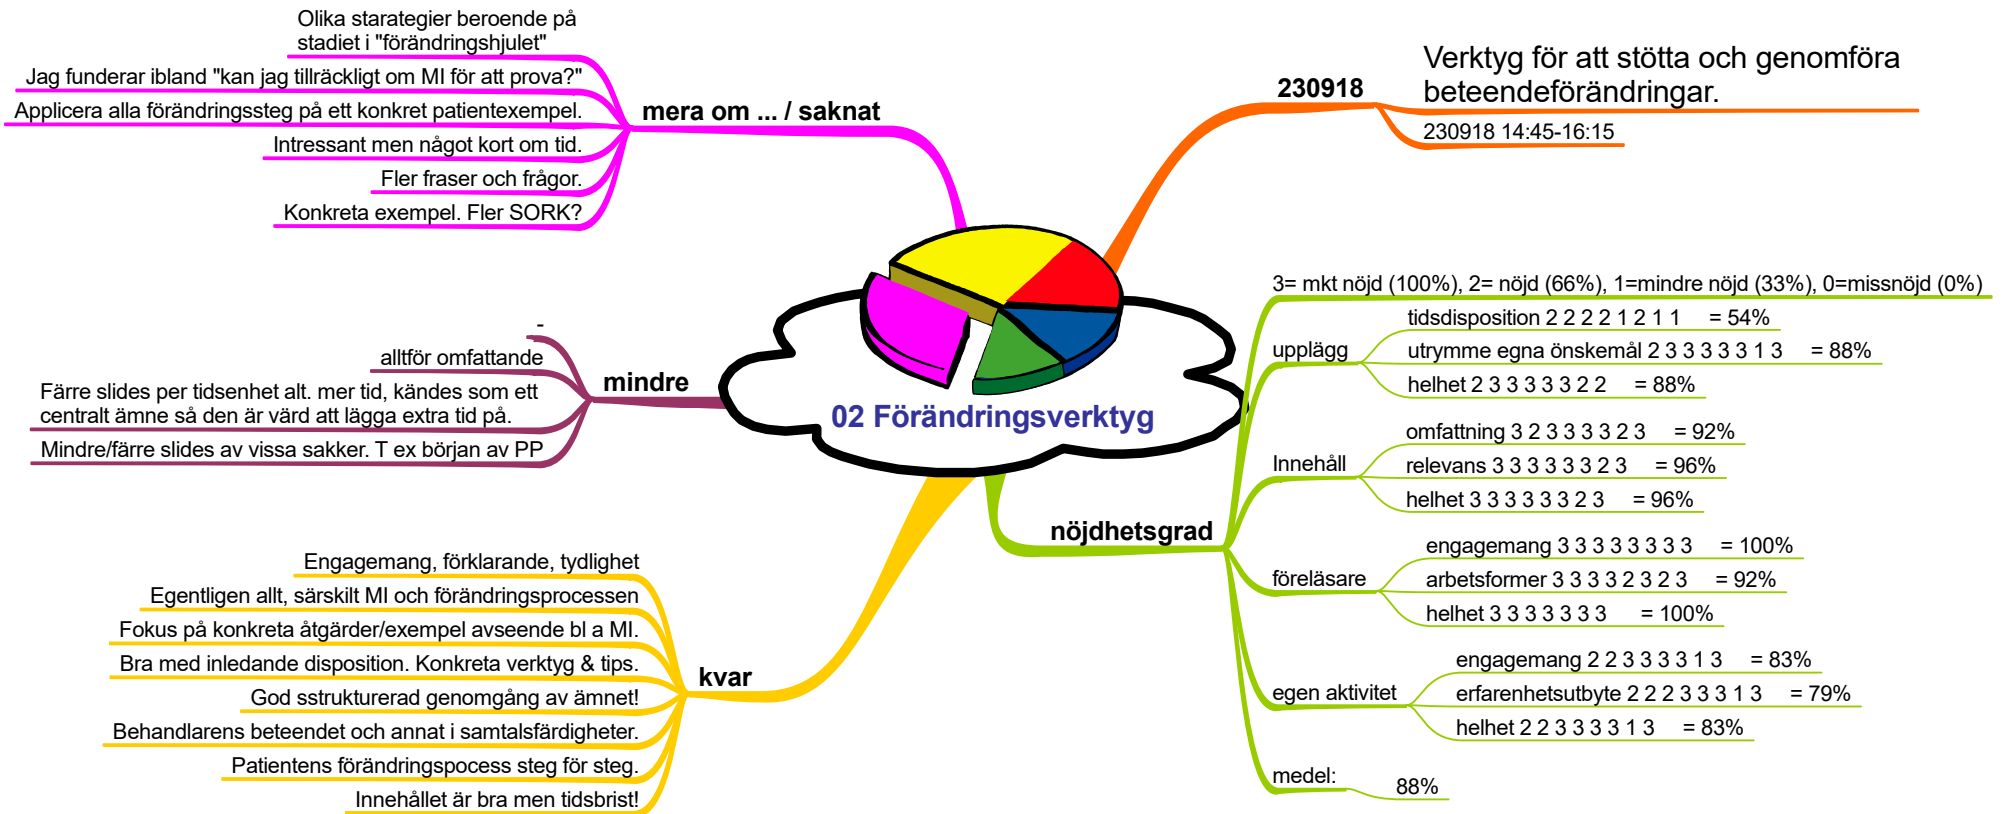 02 Förändringsverktyg
230918
Verktyg för att stötta och genomföra
beteendeförändringar.
230918 14:45-16:15
nöjdhetsgrad
3= mkt nöjd (100%), 2= nöjd (66%), 1=mindre nöjd (33%), 0=missnöjd (0%)
upplägg
tidsdisposition 2 2 2 2 1 2 1 1 = 54%
utrymme egna önskemål 2 3 3 3 3 3 1 3 = 88%
helhet 2 3 3 3 3 3 2 2 = 88%
Innehåll
omfattning 3 2 3 3 3 3 2 3 = 92%
relevans 3 3 3 3 3 3 2 3 = 96%
helhet 3 3 3 3 3 3 2 3 = 96%
föreläsare
engagemang 3 3 3 3 3 3 3 3 = 100%
arbetsformer 3 3 3 3 2 3 2 3 = 92%
helhet 3 3 3 3 3 3 3 = 100%
egen aktivitet
engagemang 2 2 3 3 3 3 1 3 = 83%
erfarenhetsutbyte 2 2 2 3 3 3 1 3 = 79%
helhet 2 2 3 3 3 3 1 3 = 83%
medel:
88%
kvar
Engagemang, förklarande, tydlighet
Egentligen allt, särskilt MI och förändringsprocessen
Fokus på konkreta åtgärder/exempel avseende bl a MI.
Bra med inledande disposition. Konkreta verktyg & tips.
God sstrukturerad genomgång av ämnet!
Behandlarens beteendet och annat i samtalsfärdigheter.
Patientens förändringspocess steg för steg.
Innehållet är bra men tidsbrist!
mindre
-
alltför omfattande
Färre slides per tidsenhet alt. mer tid, kändes som ett
centralt ämne så den är värd att lägga extra tid på.
Mindre/färre slides av vissa sakker. T ex början av PP
mera om ... / saknat
Olika starategier beroende på
stadiet i "förändringshjulet"
Jag funderar ibland "kan jag tillräckligt om MI för att prova?"
Applicera alla förändringssteg på ett konkret patientexempel.
Intressant men något kort om tid.
Fler fraser och frågor.
Konkreta exempel. Fler SORK?